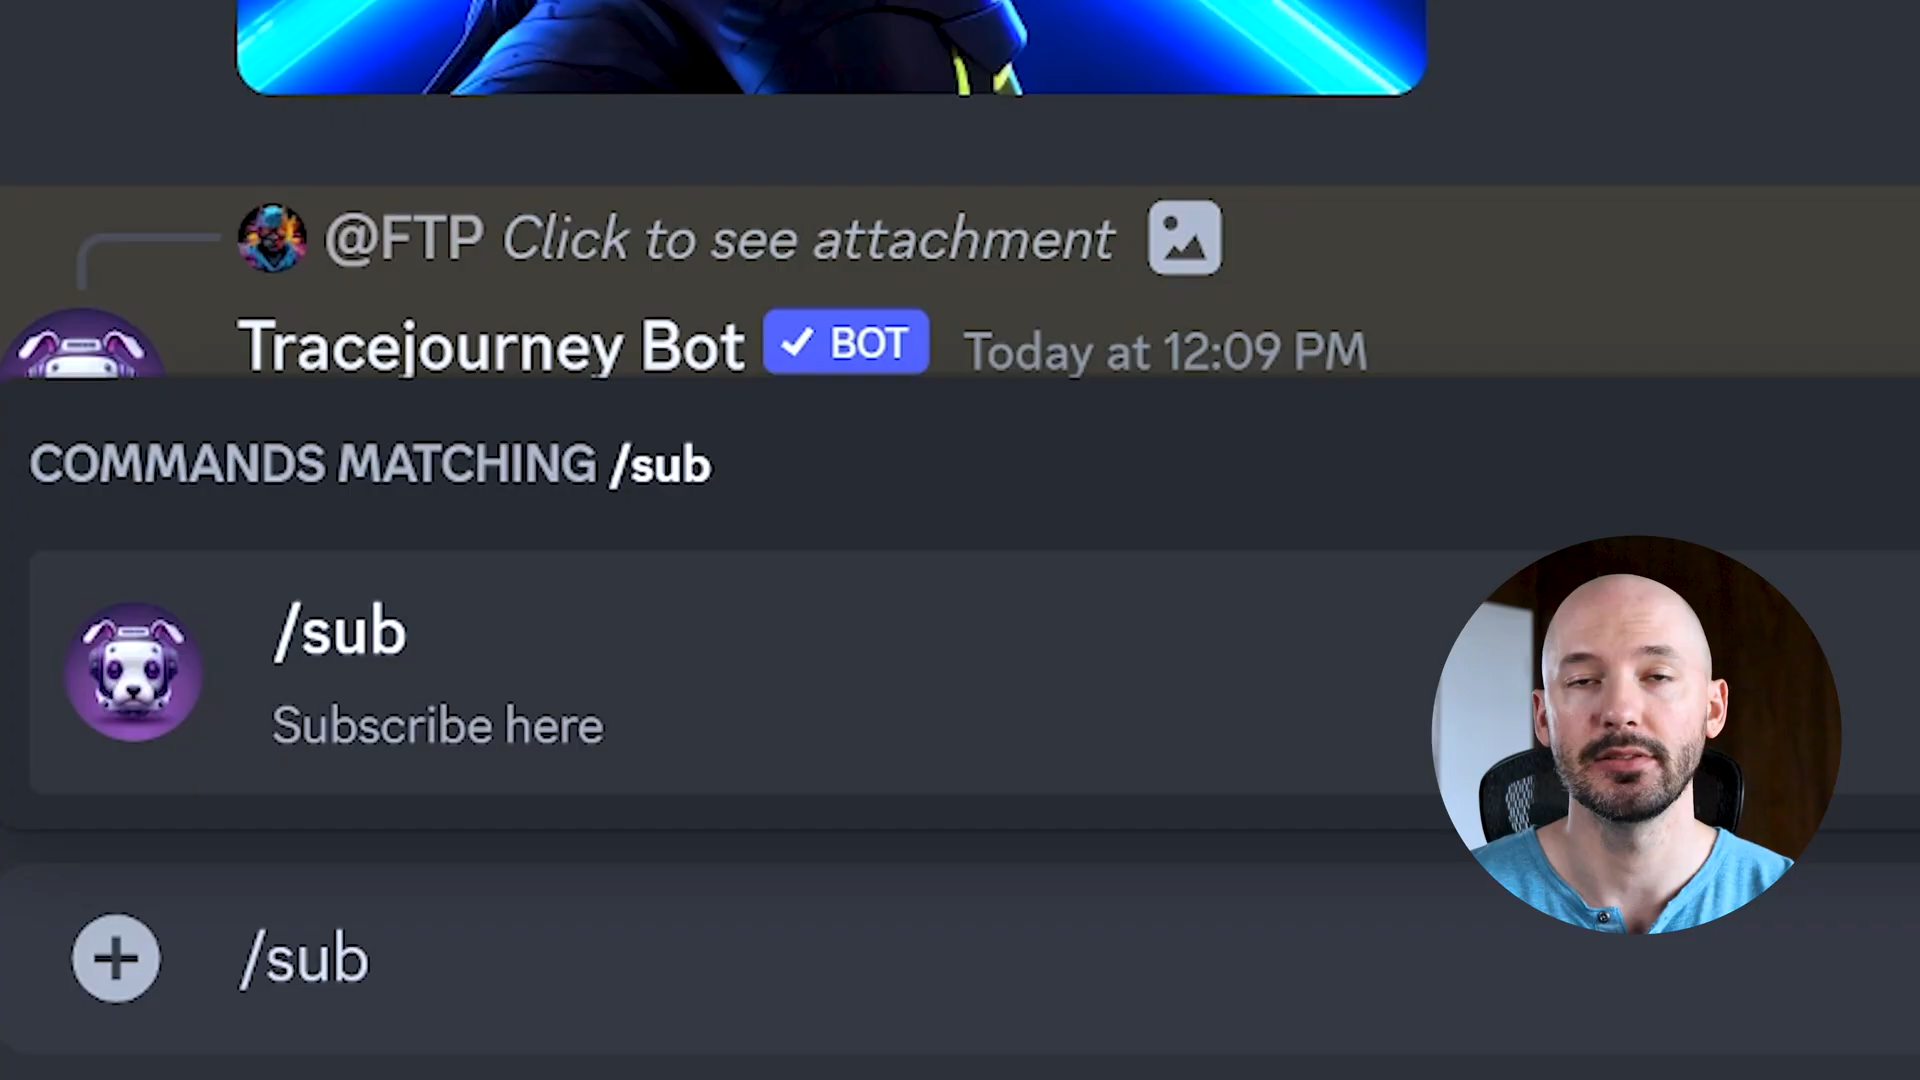 @FTP Click to see attachment
Tracejourney Bot ✓ BOT Today at 12:09 PM
COMMANDS MATCHING /sub
/sub
Subscribe here
/sub